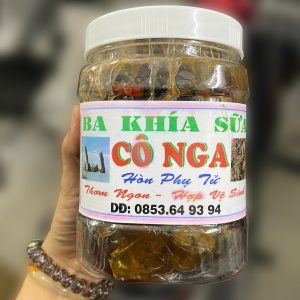 BA KHÍA SỮA
CÔ NGA
Hòn Phụ Tử
Thơm Ngon - Hợp Vệ Sinh
DĐ: 0853.64 93 94